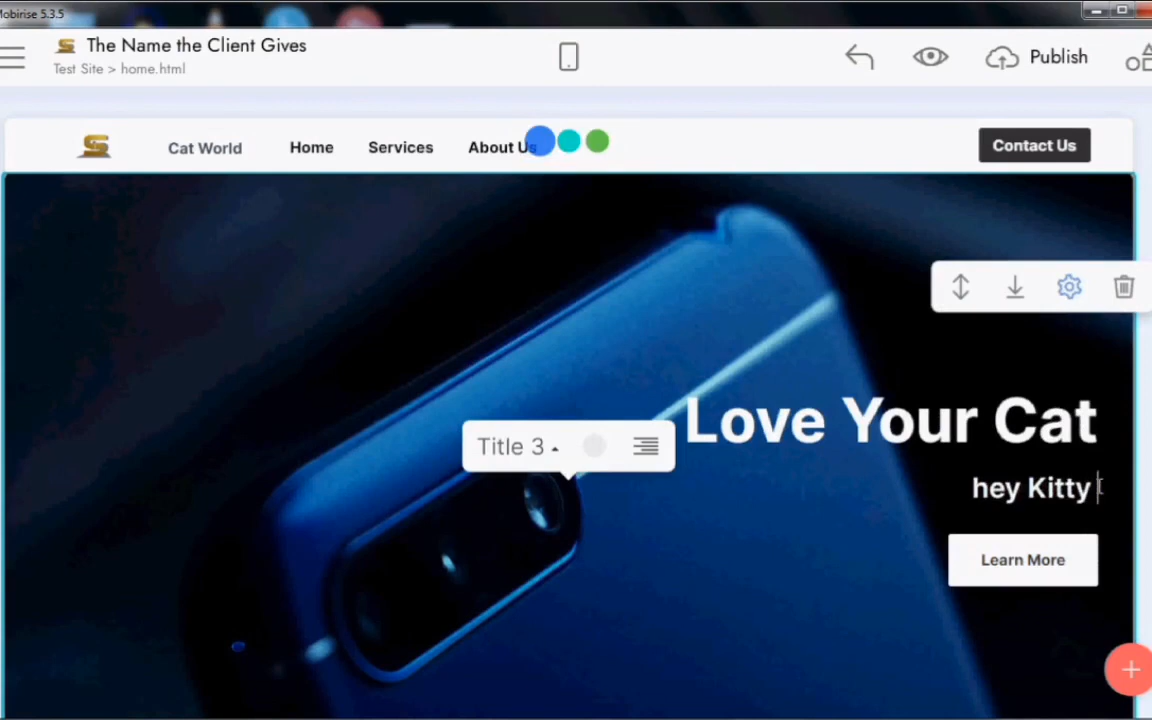 Mobirise 5.3.5
The Name the Client Gives
Test Site > home.html
Publish
Cat World
Home
Services
About Us
Contact Us
Love Your Cat
Title 3
hey Kitty
Learn More